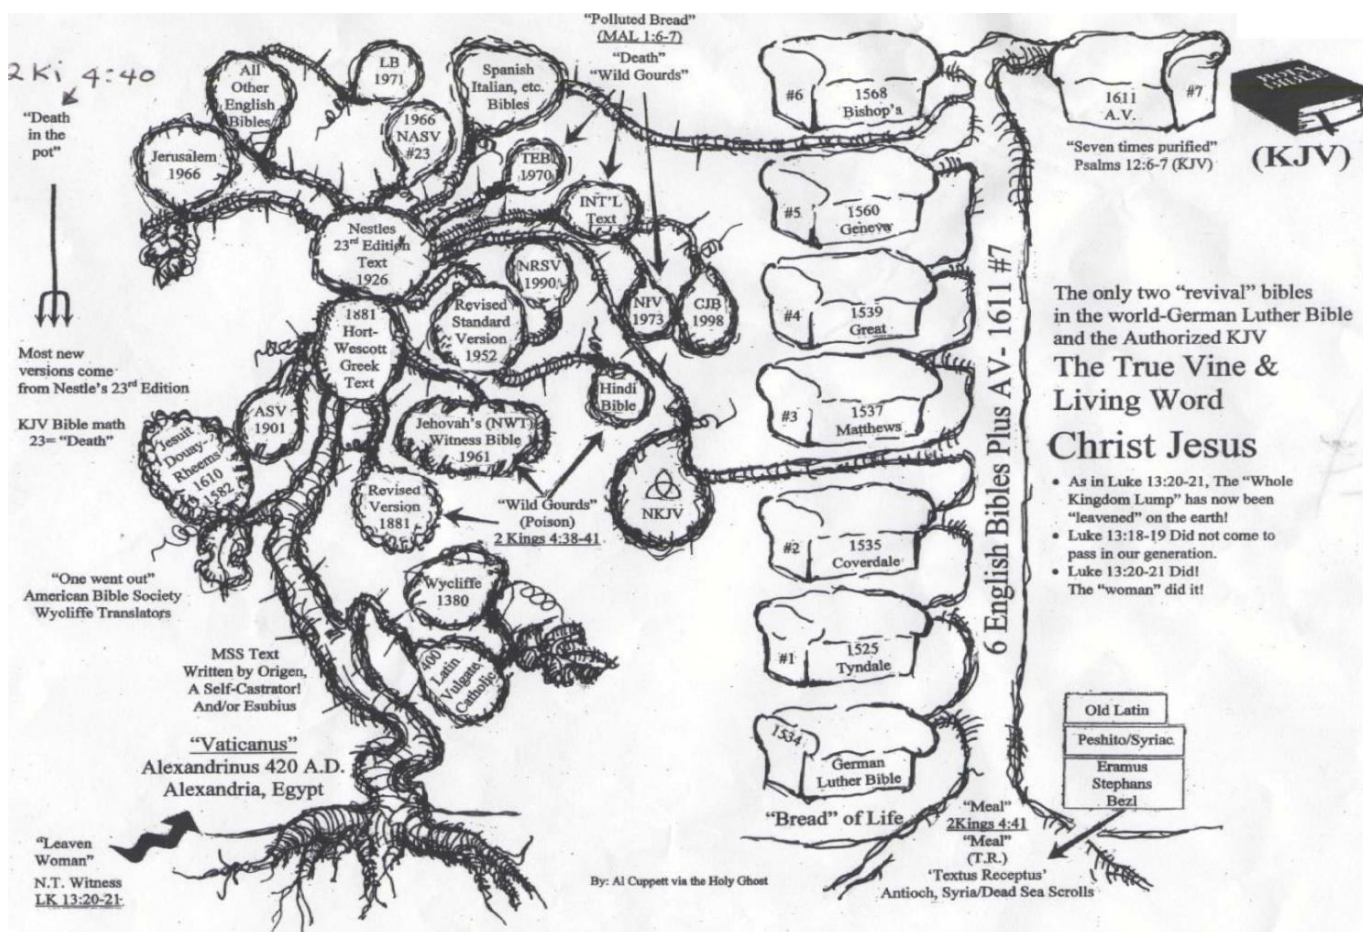 2 Ki 4:40
"Death
in the
pot"
Most new
versions come
from Nestle's 23rd Edition
KJV Bible math
23= "Death"
All
Other
English
Bibles
LB
1971
1966
NASV
#23
Spanish
Italian, etc.
Bibles
"Polluted Bread"
(MAL 1:6-7)
"Death"
"Wild Gourds"
Jerusalem
1966
TEB
1970
INT'L
Text
Nestles
23rd Edition
Text
1926
NRSV
1990
Revised
Standard
Version
1952
NIV
1973
CJB
1998
1881
Hort-
Wescott
Greek
Text
Hindi
Bible
ASV
1901
Jesuit
Douay-
Rheems
1610
1582
Jehovah's (NWT)
Witness Bible
1961
Revised
Version
1881
"Wild Gourds"
(Poison)
2 Kings 4:38-41
NKJV
"One went out"
American Bible Society
Wycliffe Translators
Wycliffe
1380
400
Latin
Vulgate
Catholic
MSS Text
Written by Origen,
A Self-Castrator!
And/or Esubius
"Vaticanus"
Alexandrinus 420 A.D.
Alexandria, Egypt
"Leaven
Woman"
N.T. Witness
LK 13:20-21
By: Al Cuppett via the Holy Ghost
#6
1568
Bishop'a
#5
1560
Geneva
#4
1539
Great
#3
1537
Matthews
#2
1535
Coverdale
#1
1525
Tyndale
1534
German
Luther Bible
"Bread" of Life
6 English Bibles Plus AV- 1611 #7
1611
A.V.
#7
"Seven times purified"
Psalms 12:6-7 (KJV)
HOLY
BIBLE
(KJV)
The only two "revival" bibles
in the world-German Luther Bible
and the Authorized KJV
The True Vine &
Living Word
Christ Jesus
• As in Luke 13:20-21, The "Whole
Kingdom Lump" has now been
"leavened" on the earth!
• Luke 13:18-19 Did not come to
pass in our generation.
• Luke 13:20-21 Did!
The "woman" did it!
Old Latin
Peshito/Syriac
Eramus
Stephans
Bezl
"Meal"
2Kings 4:41
"Meal"
(T.R.)
'Textus Receptus'
Antioch, Syria/Dead Sea Scrolls